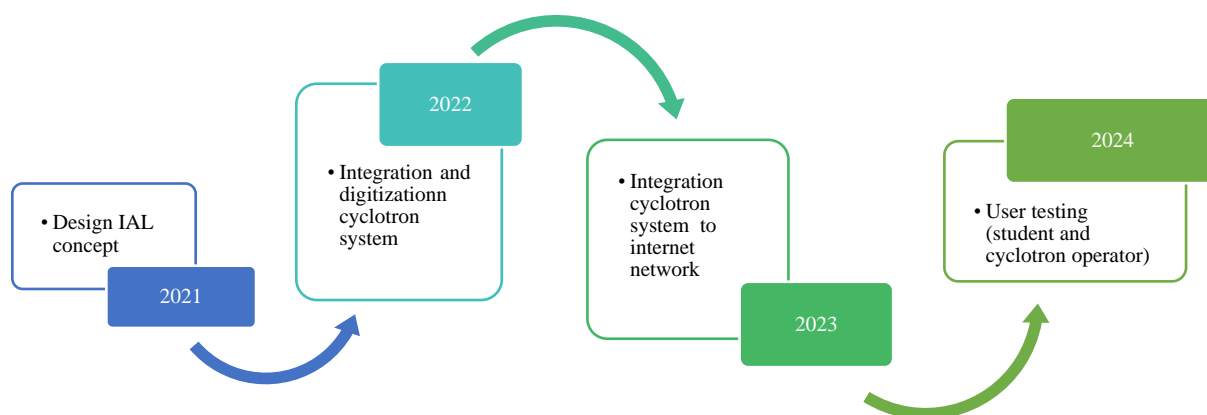 • Design IAL
concept
2021
2022
• Integration and
digitizationn
cyclotron
system
• Integration
cyclotron
system to
internet
network
2023
2024
• User testing
(student and
cyclotron operator)